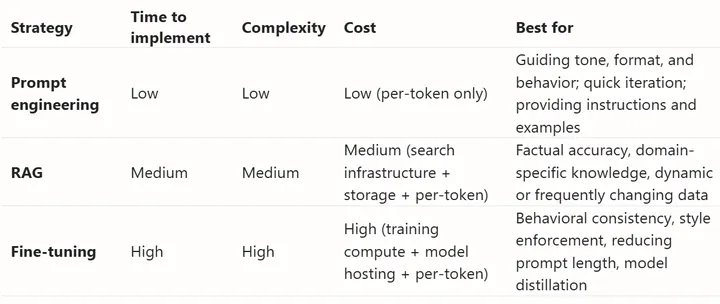 Strategy
Time to
implement
Complexity
Cost
Best for
Prompt
engineering
Low
Low
Low (per-token only)
Guiding tone, format, and
behavior; quick iteration;
providing instructions and
examples
RAG
Medium
Medium
Medium (search
infrastructure +
storage + per-token)
Factual accuracy, domain-
specific knowledge, dynamic
or frequently changing data
Fine-tuning
High
High
High (training
compute + model
hosting + per-token)
Behavioral consistency, style
enforcement, reducing
prompt length, model
distillation